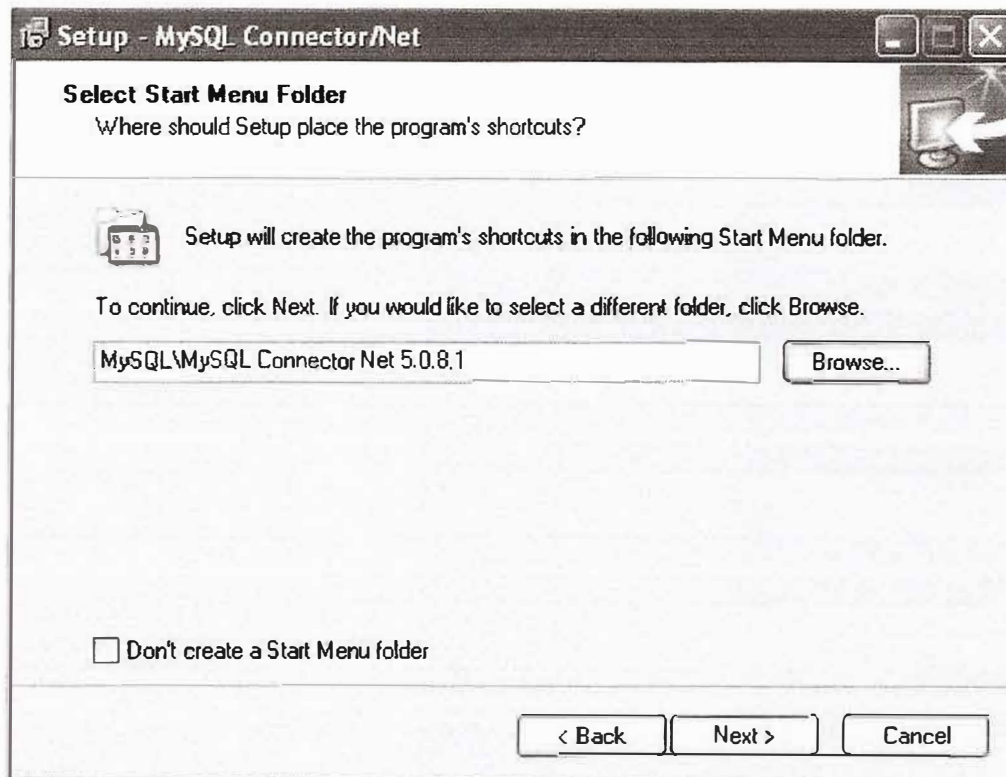 Setup - MySQL Connector/Net
Select Start Menu Folder
Where should Setup place the program's shortcuts?
Setup will create the program's shortcuts in the following Start Menu folder.
To continue, click Next. If you would like to select a different folder, click Browse.
MySQL\MySQL Connector Net 5.0.8.1
Browse...
Don't create a Start Menu folder
< Back
Next >
Cancel